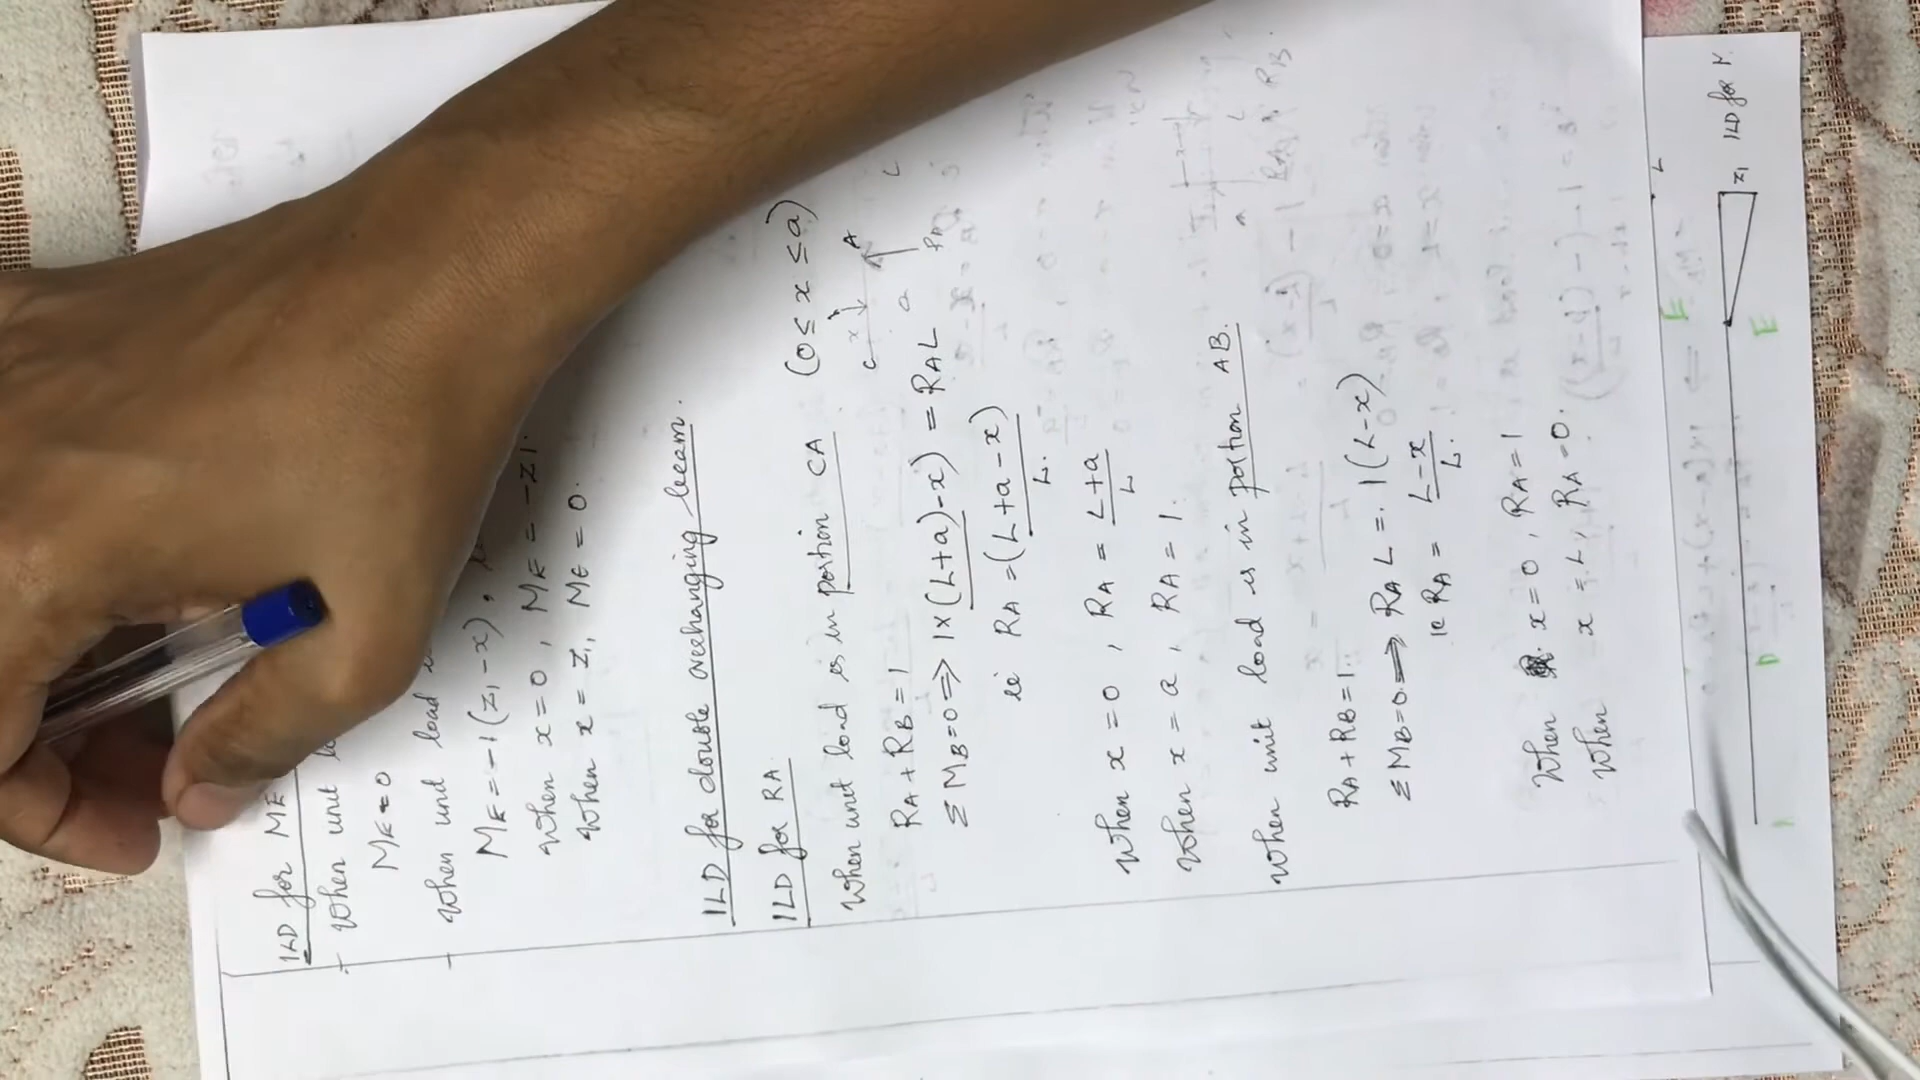 ILD for ME
When unit
ME = 0
When unit load
ME = -1(z1-x).
When x=0, ME = -z1.
When x = z1, ME = 0.
ILD for double overhanging beam.
ILD for RA.
When unit load is in portion CA (0 ≤ x ≤ a)
C x A
a RA L
RA + RB = 1
ΣMB=0 ⇒ 1×(L+a)-x) = RAL
ie RA = (L+a-x)
L.
When x = 0, RA = L+a
L
When x = a, RA = 1.
When unit load is in portion AB.
RA + RB = 1
ΣMB=0 ⇒ RA L = 1(L-x)
ie RA = L-x
L.
When x = 0, RA = 1
When x = L, RA = 0.
L
E
z1 ILD for M
D E